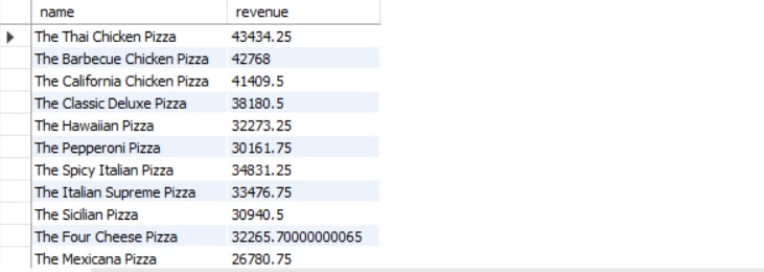 name revenue
The Thai Chicken Pizza 43434.25
The Barbecue Chicken Pizza 42768
The California Chicken Pizza 41409.5
The Classic Deluxe Pizza 38180.5
The Hawaiian Pizza 32273.25
The Pepperoni Pizza 30161.75
The Spicy Italian Pizza 34831.25
The Italian Supreme Pizza 33476.75
The Sicilian Pizza 30940.5
The Four Cheese Pizza 32265.70000000065
The Mexicana Pizza 26780.75